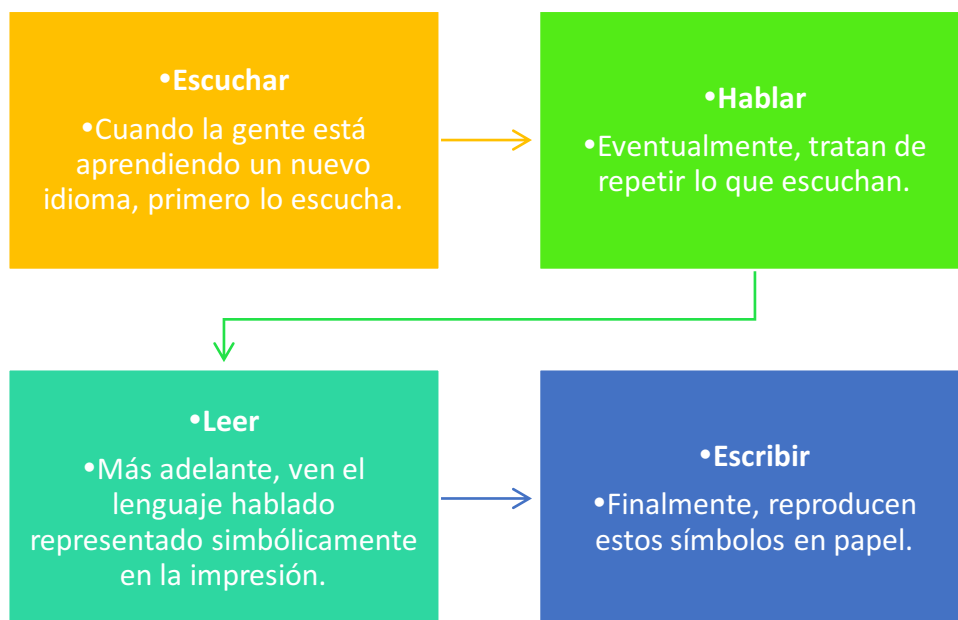 •Escuchar
•Cuando la gente está
aprendiendo un nuevo
idioma, primero lo escucha.
•Hablar
•Eventualmente, tratan de
repetir lo que escuchan.
•Leer
•Más adelante, ven el
lenguaje hablado
representado simbólicamente
en la impresión.
•Escribir
•Finalmente, reproducen
estos símbolos en papel.